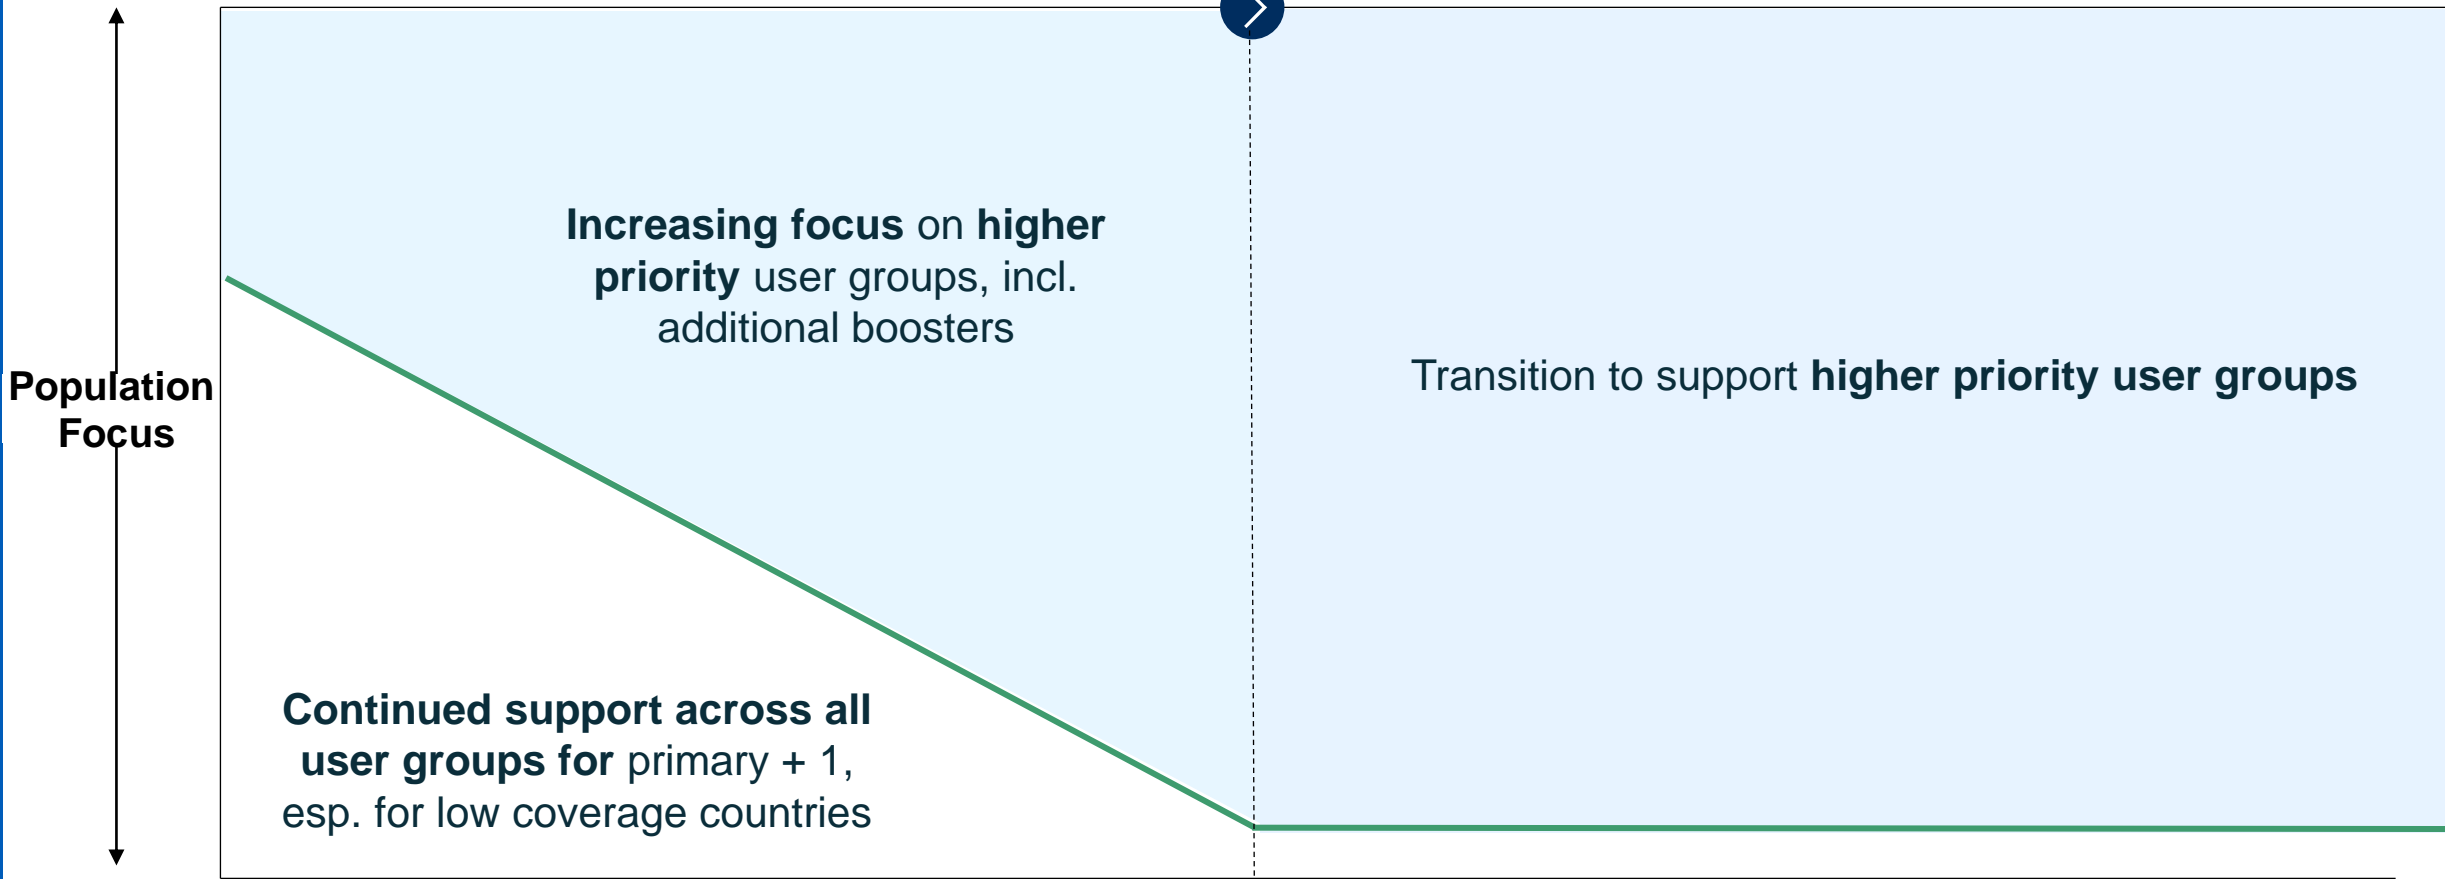 Increasing focus on higher
priority user groups, incl.
additional boosters
Transition to support higher priority user groups
Population
Focus
Continued support across all
user groups for primary + 1,
esp. for low coverage countries